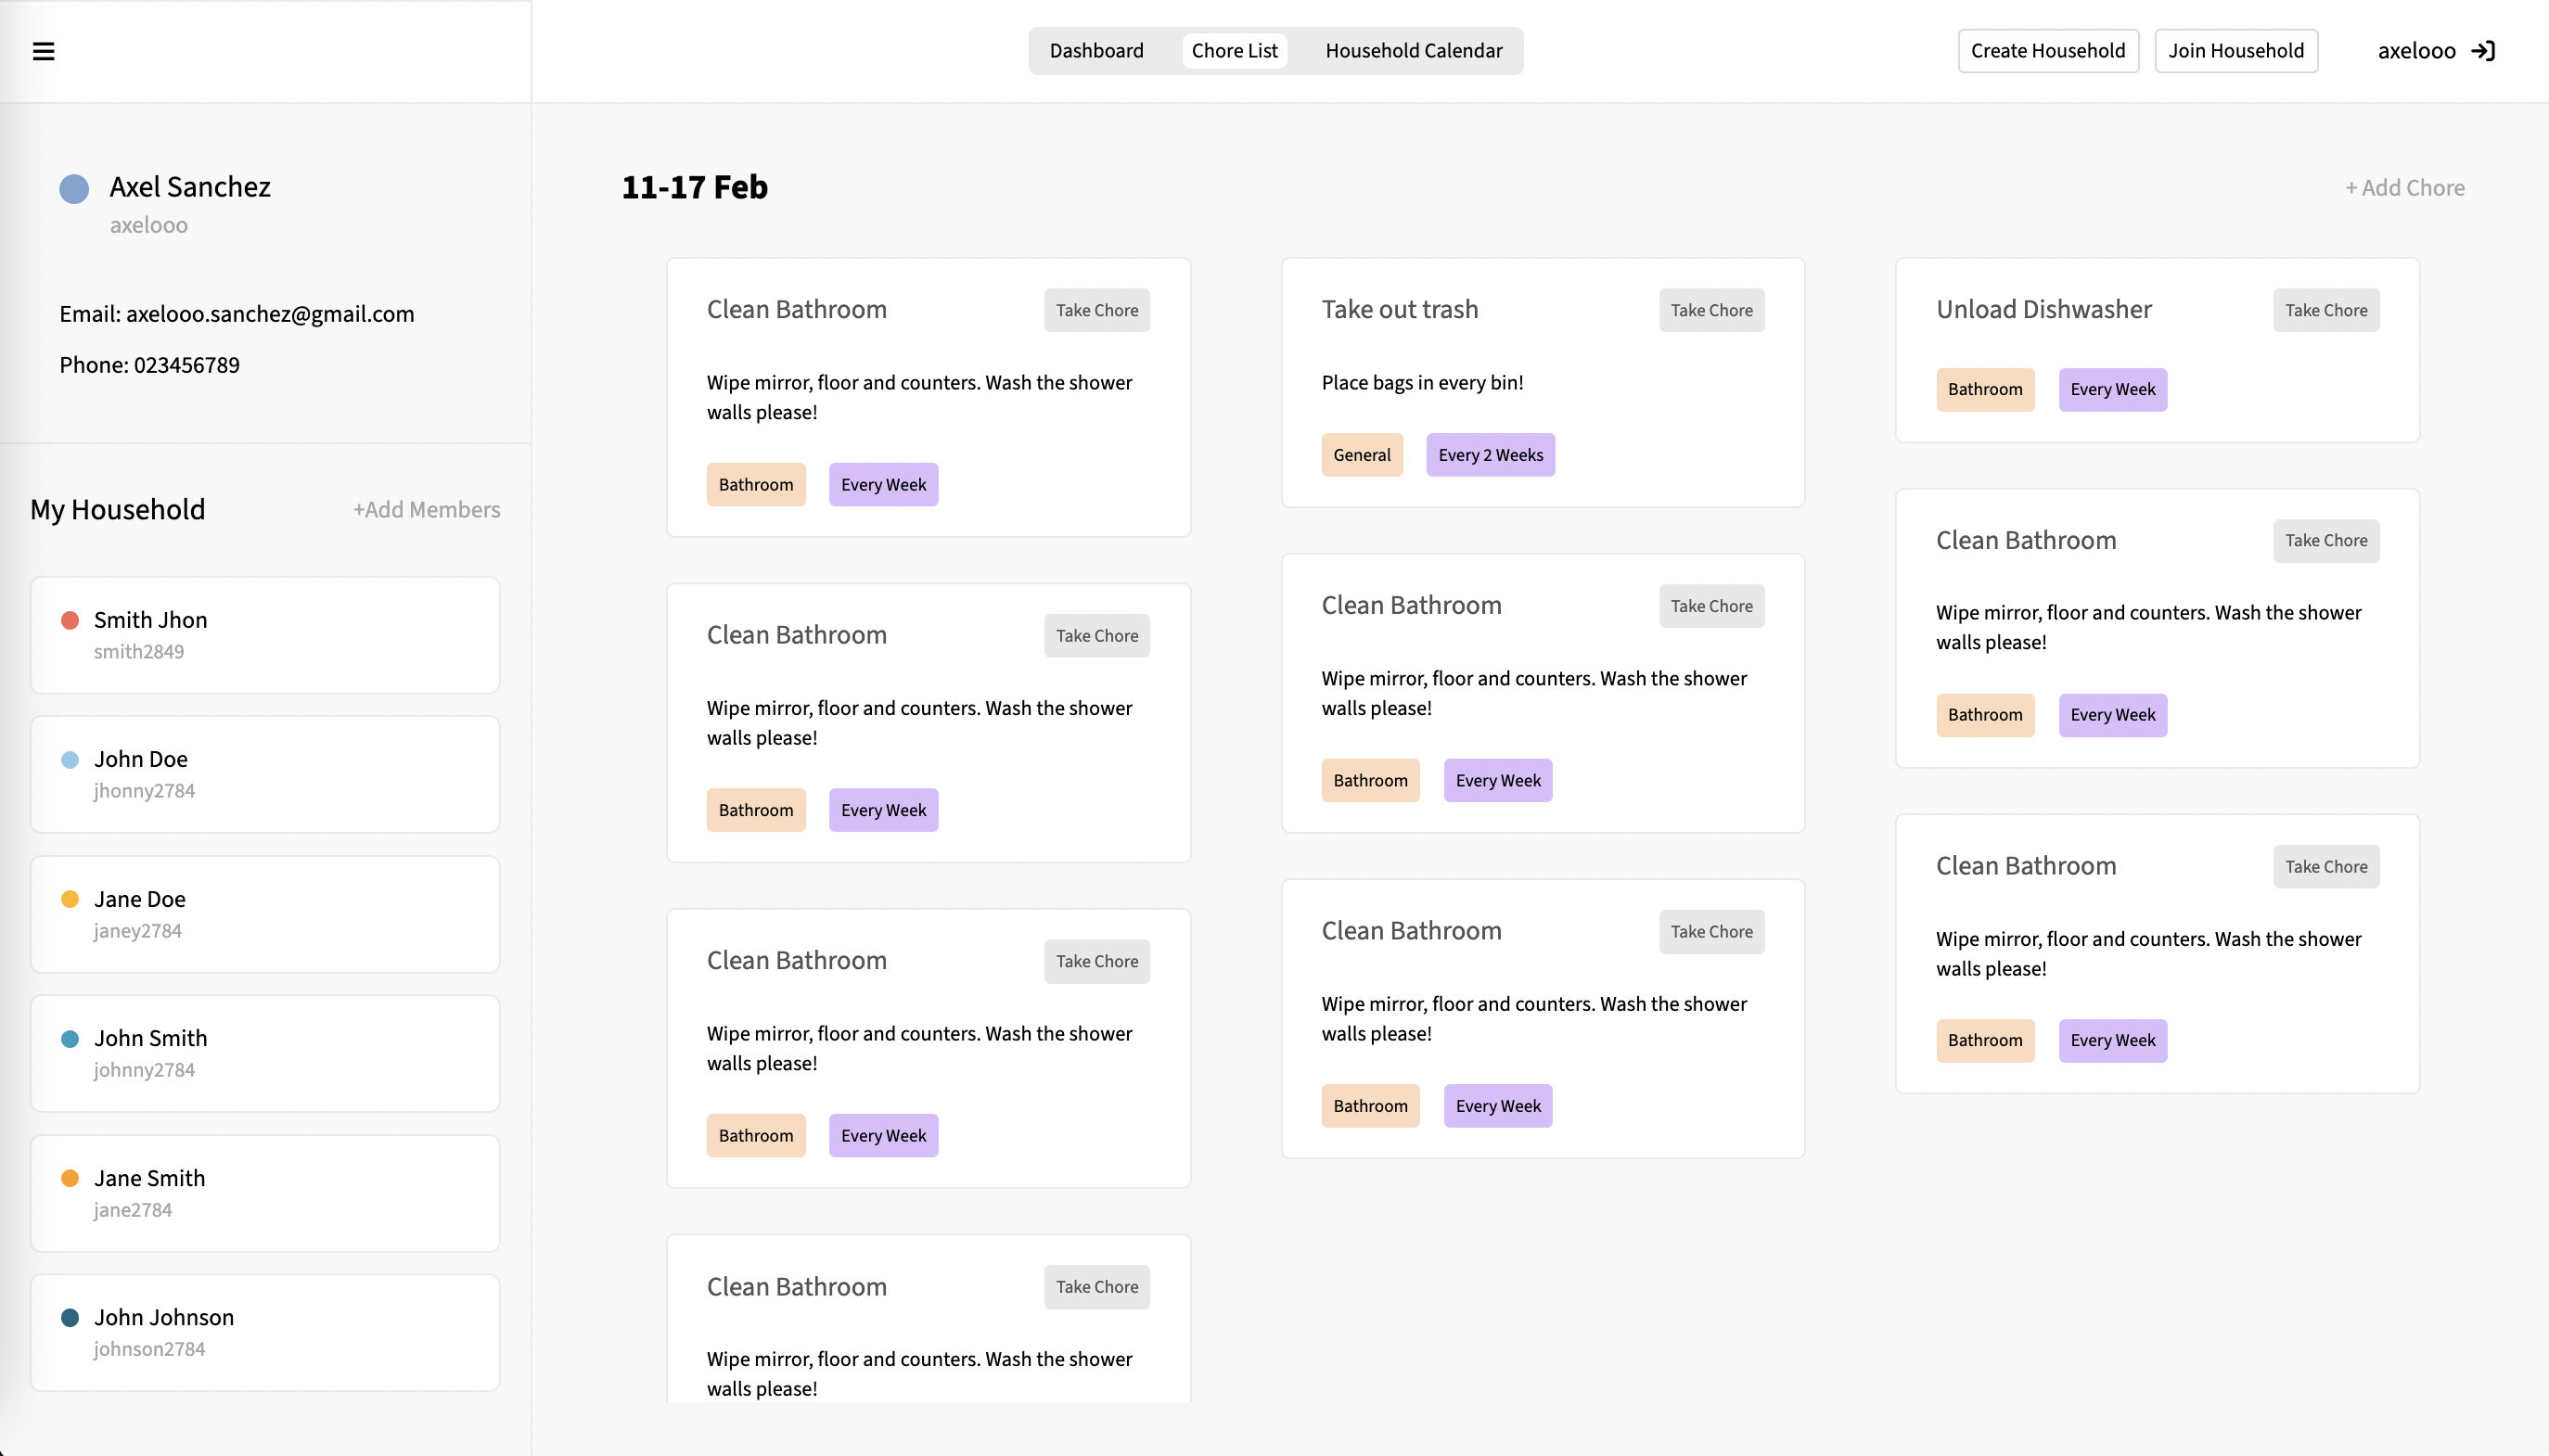 Dashboard
Chore List
Household Calendar
Create Household
Join Household
axelooo
Axel Sanchez
axelooo
Email: axelooo.sanchez@gmail.com
Phone: 023456789
My Household
+Add Members
Smith Jhon
smith2849
John Doe
jhonny2784
Jane Doe
janey2784
John Smith
johnny2784
Jane Smith
jane2784
John Johnson
johnson2784
11-17 Feb
+ Add Chore
Clean Bathroom
Take Chore
Wipe mirror, floor and counters. Wash the shower
walls please!
Bathroom
Every Week
Clean Bathroom
Take Chore
Wipe mirror, floor and counters. Wash the shower
walls please!
Bathroom
Every Week
Clean Bathroom
Take Chore
Wipe mirror, floor and counters. Wash the shower
walls please!
Bathroom
Every Week
Clean Bathroom
Take Chore
Wipe mirror, floor and counters. Wash the shower
walls please!
Take out trash
Take Chore
Place bags in every bin!
General
Every 2 Weeks
Clean Bathroom
Take Chore
Wipe mirror, floor and counters. Wash the shower
walls please!
Bathroom
Every Week
Clean Bathroom
Take Chore
Wipe mirror, floor and counters. Wash the shower
walls please!
Bathroom
Every Week
Unload Dishwasher
Take Chore
Bathroom
Every Week
Clean Bathroom
Take Chore
Wipe mirror, floor and counters. Wash the shower
walls please!
Bathroom
Every Week
Clean Bathroom
Take Chore
Wipe mirror, floor and counters. Wash the shower
walls please!
Bathroom
Every Week